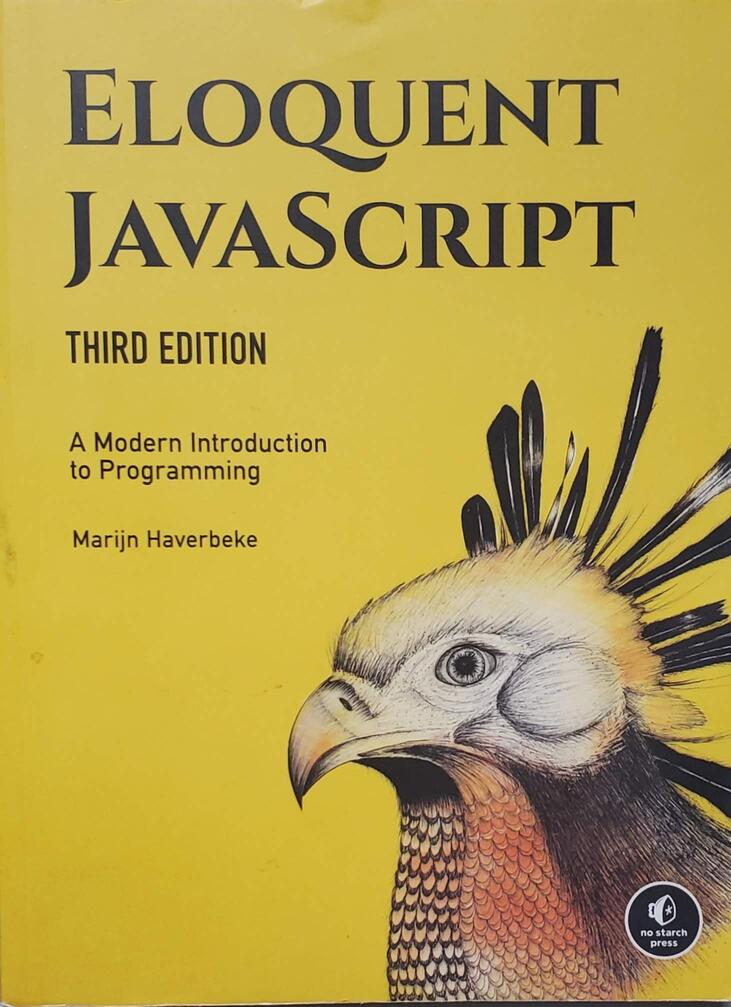 ELOQUENT
JAVASCRIPT
THIRD EDITION
A Modern Introduction
to Programming
Marijn Haverbeke
no starch
press